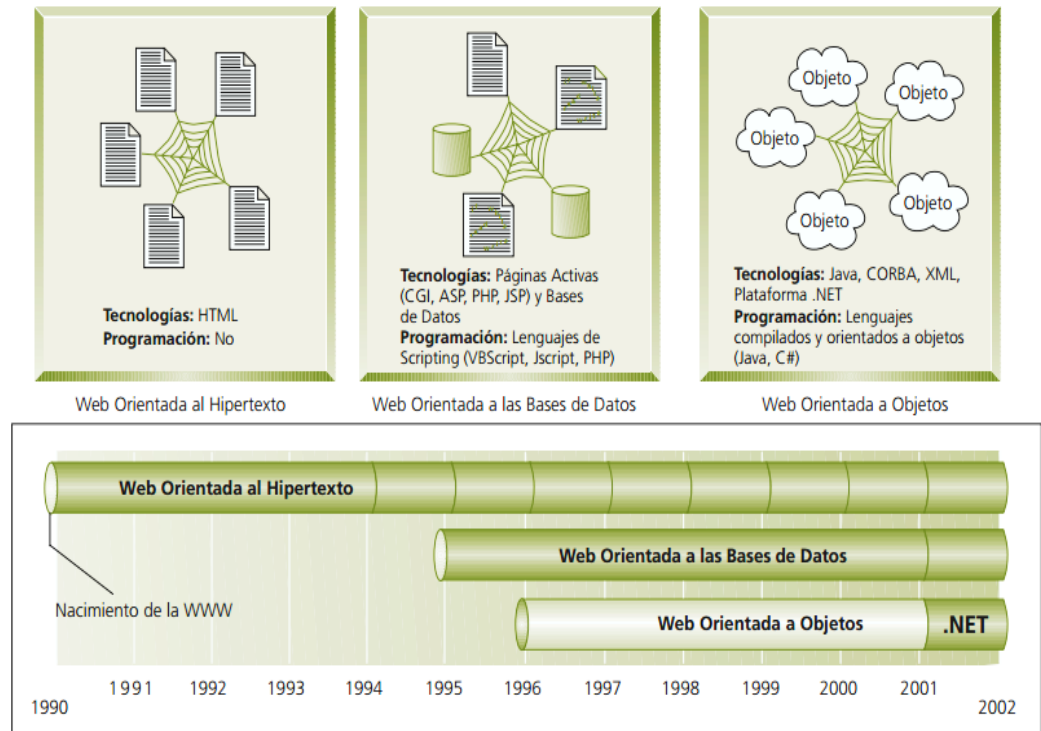 Tecnologías: HTML
Programación: No
Web Orientada al Hipertexto
Tecnologías: Páginas Activas
(CGI, ASP, PHP, JSP) y Bases
de Datos
Programación: Lenguajes de
Scripting (VBScript, Jscript, PHP)
Web Orientada a las Bases de Datos
Objeto
Objeto
Objeto
Objeto
Objeto
Tecnologías: Java, CORBA, XML,
Plataforma .NET
Programación: Lenguajes
compilados y orientados a objetos
(Java, C#)
Web Orientada a Objetos
Web Orientada al Hipertexto
Web Orientada a las Bases de Datos
Nacimiento de la WWW
Web Orientada a Objetos
.NET
1990
1991
1992
1993
1994
1995
1996
1997
1998
1999
2000
2001
2002